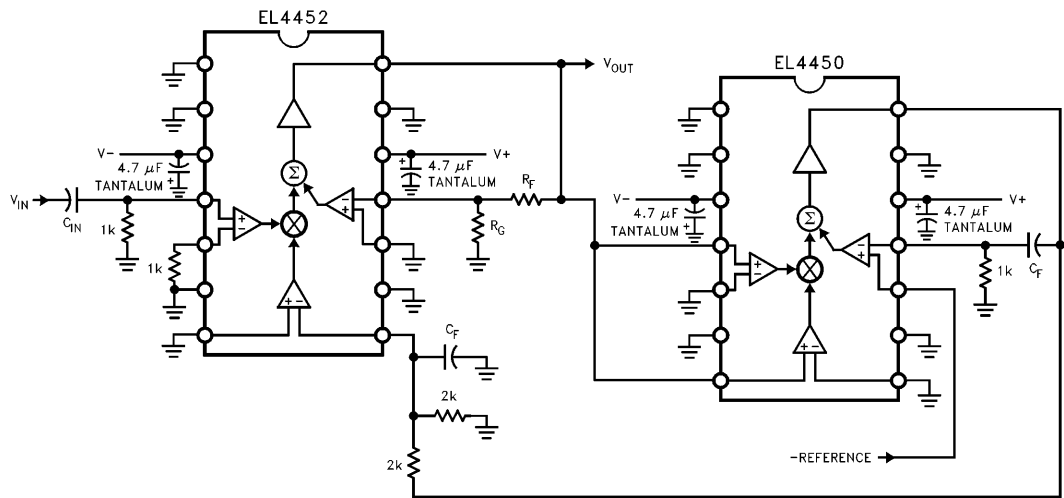 EL4452
VOUT
EL4450
V-
4.7 µF
TANTALUM
+
+
4.7 µF
TANTALUM
V+
VIN
CIN
1k
1k
Σ
+
-
-
+
+ -
RF
RG
CF
2k
2k
V-
4.7 µF
TANTALUM
+
+
4.7 µF
TANTALUM
V+
Σ
+
-
-
+
+ -
1k
CF
-REFERENCE